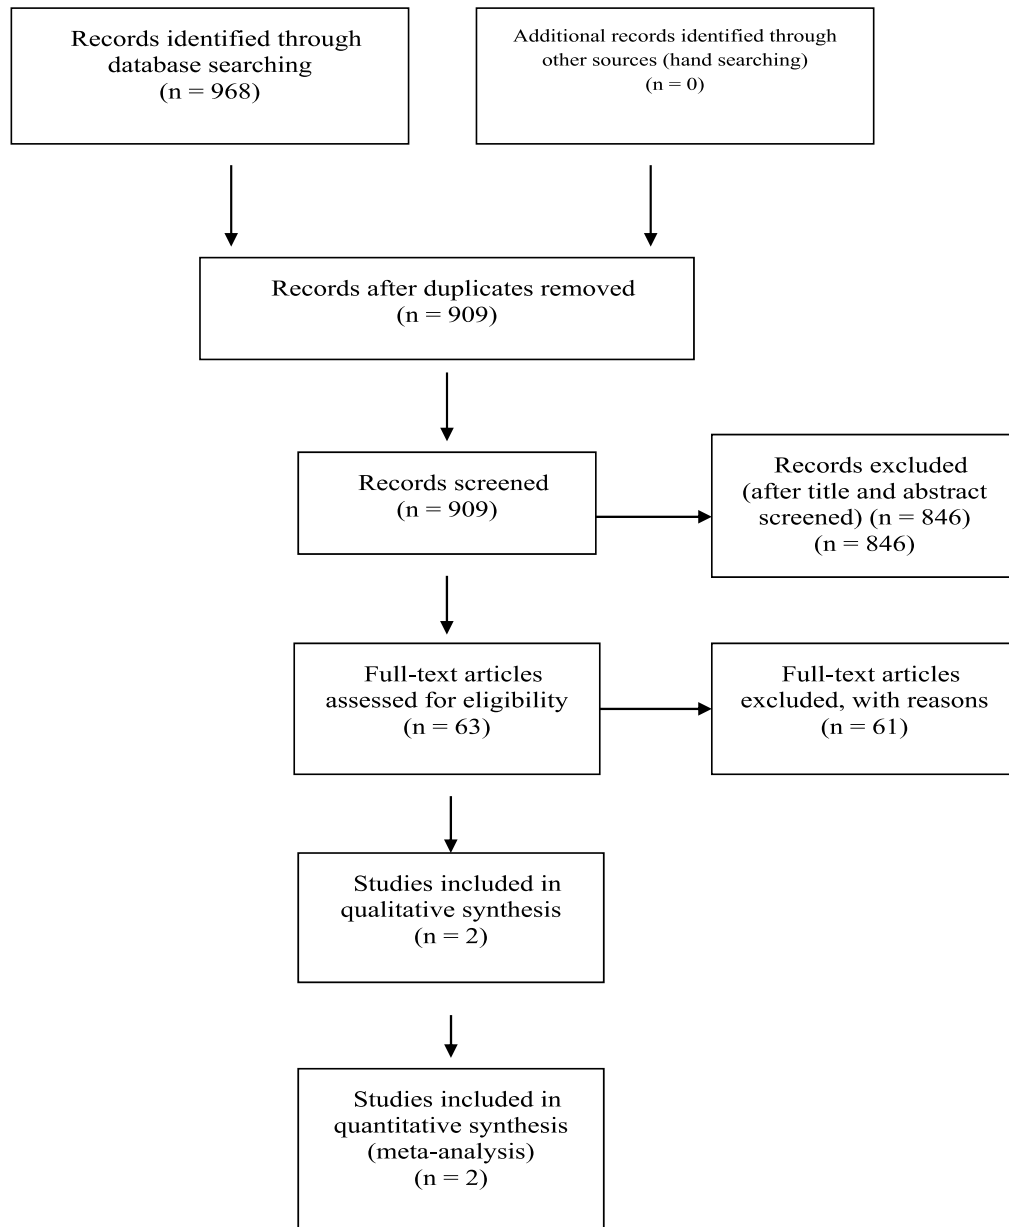 Records identified through
database searching
(n = 968)
Additional records identified through
other sources (hand searching)
(n = 0)
Records after duplicates removed
(n = 909)
Records screened
(n = 909)
Records excluded
(after title and abstract
screened) (n = 846)
(n = 846)
Full-text articles
assessed for eligibility
(n = 63)
Full-text articles
excluded, with reasons
(n = 61)
Studies included in
qualitative synthesis
(n = 2)
Studies included in
quantitative synthesis
(meta-analysis)
(n = 2)